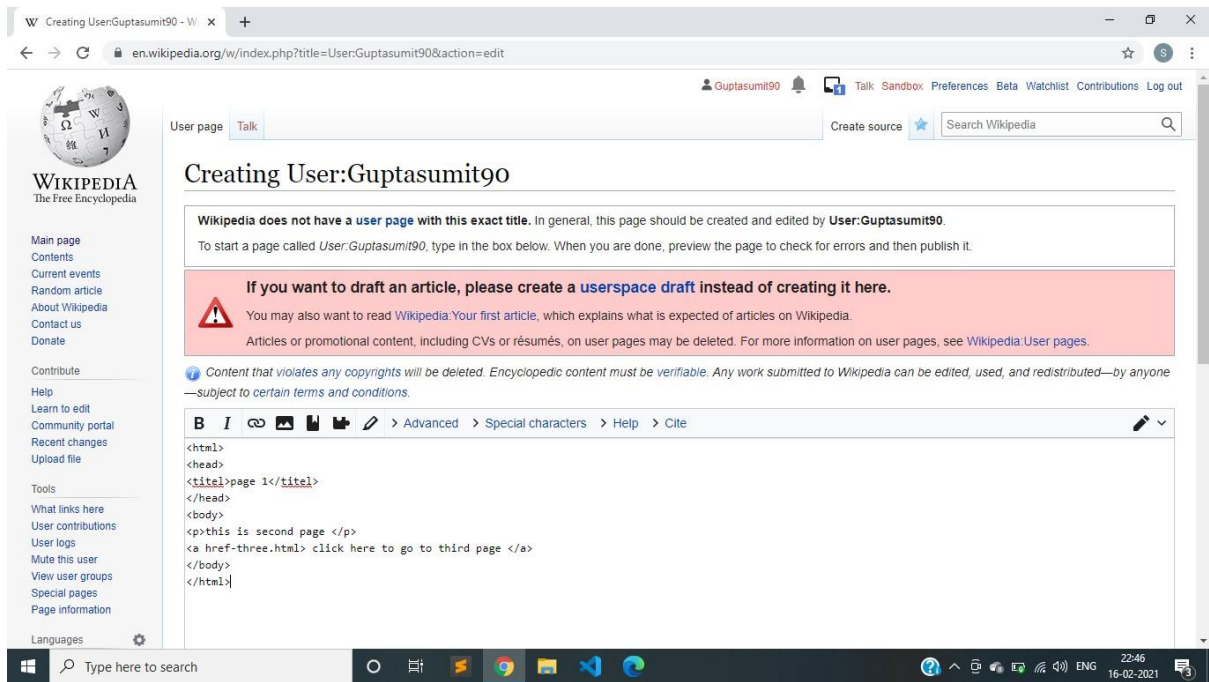 Creating User:Guptasumit90 - W
en.wikipedia.org/w/index.php?title=User:Guptasumit90&action=edit
S
Guptasumit90 1 Talk Sandbox Preferences Beta Watchlist Contributions Log out
User page Talk Create source Search Wikipedia
WIKIPEDIA
The Free Encyclopedia
Main page
Contents
Current events
Random article
About Wikipedia
Contact us
Donate
Contribute
Help
Learn to edit
Community portal
Recent changes
Upload file
Tools
What links here
User contributions
User logs
Mute this user
View user groups
Special pages
Page information
Languages
Creating User:Guptasumit90
Wikipedia does not have a user page with this exact title. In general, this page should be created and edited by User:Guptasumit90.
To start a page called User:Guptasumit90, type in the box below. When you are done, preview the page to check for errors and then publish it.
If you want to draft an article, please create a userspace draft instead of creating it here.
You may also want to read Wikipedia:Your first article, which explains what is expected of articles on Wikipedia.
Articles or promotional content, including CVs or résumés, on user pages may be deleted. For more information on user pages, see Wikipedia:User pages.
Content that violates any copyrights will be deleted. Encyclopedic content must be verifiable. Any work submitted to Wikipedia can be edited, used, and redistributed—by anyone
—subject to certain terms and conditions.
B I Advanced Special characters Help Cite
<html>
<head>
<titel>page 1</titel>
</head>
<body>
<p>this is second page </p>
<a href-three.html> click here to go to third page </a>
</body>
</html>
Type here to search
ENG
22:46
16-02-2021
3